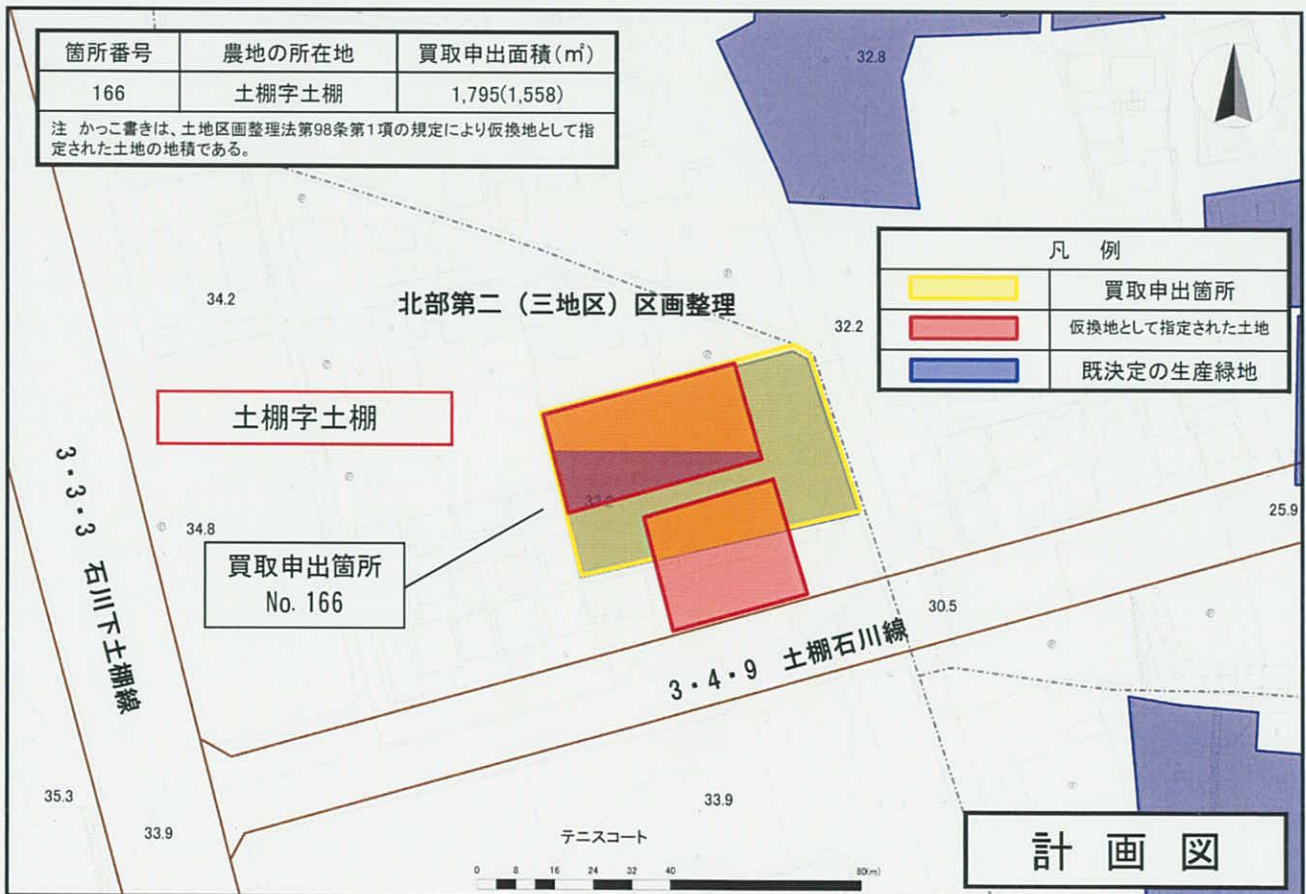 箇所番号 農地の所在地 買取申出面積(㎡)
166 土棚字土棚 1,795(1,558)
注 かっこ書きは、土地区画整理法第98条第1項の規定により仮換地として指
定された土地の地積である。
32.8
凡 例
買取申出箇所
仮換地として指定された土地
既決定の生産緑地
34.2
北部第二(三地区)区画整理
32.2
土棚字土棚
3・3・3 石川下土棚線
34.8
買取申出箇所
No. 166
25.9
30.5
3・4・9 土棚石川線
35.3
33.9
33.9
テニスコート
0 8 16 24 32 40 80(m)
計画図